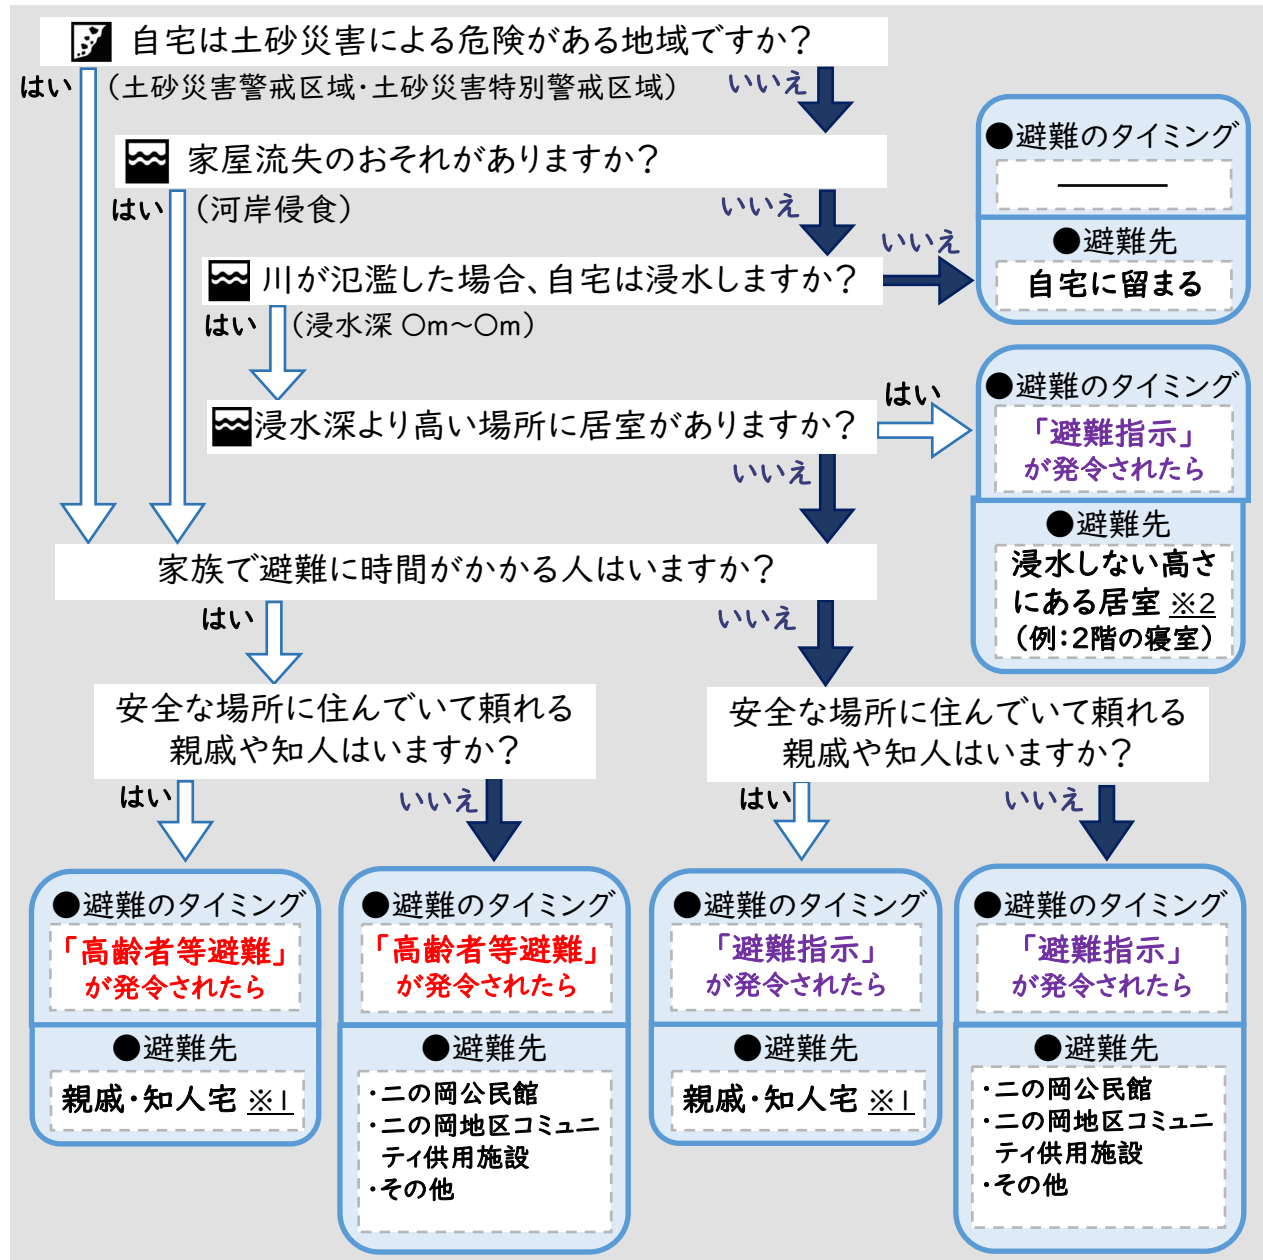 自宅は土砂災害による危険がある地域ですか？
はい
（土砂災害警戒区域・土砂災害特別警戒区域）
いいえ
家屋流失のおそれがありますか？
はい
（河岸侵食）
いいえ
いいえ
川が氾濫した場合、自宅は浸水しますか？
はい
（浸水深 〇m～〇m）
●避難のタイミング
●避難先
自宅に留まる
浸水深より高い場所に居室がありますか？
はい
いいえ
●避難のタイミング
「避難指示」
が発令されたら
●避難先
浸水しない高さ
にある居室 ※2
（例：2階の寝室）
家族で避難に時間がかかる人はいますか？
はい
いいえ
安全な場所に住んでいて頼れる
親戚や知人はいますか？
はい
いいえ
安全な場所に住んでいて頼れる
親戚や知人はいますか？
はい
いいえ
●避難のタイミング
「高齢者等避難」
が発令されたら
●避難先
親戚・知人宅 ※1
●避難のタイミング
「高齢者等避難」
が発令されたら
●避難先
・二の岡公民館
・二の岡地区コミュニ
ティ供用施設
・その他
●避難のタイミング
「避難指示」
が発令されたら
●避難先
親戚・知人宅 ※1
●避難のタイミング
「避難指示」
が発令されたら
●避難先
・二の岡公民館
・二の岡地区コミュニ
ティ供用施設
・その他